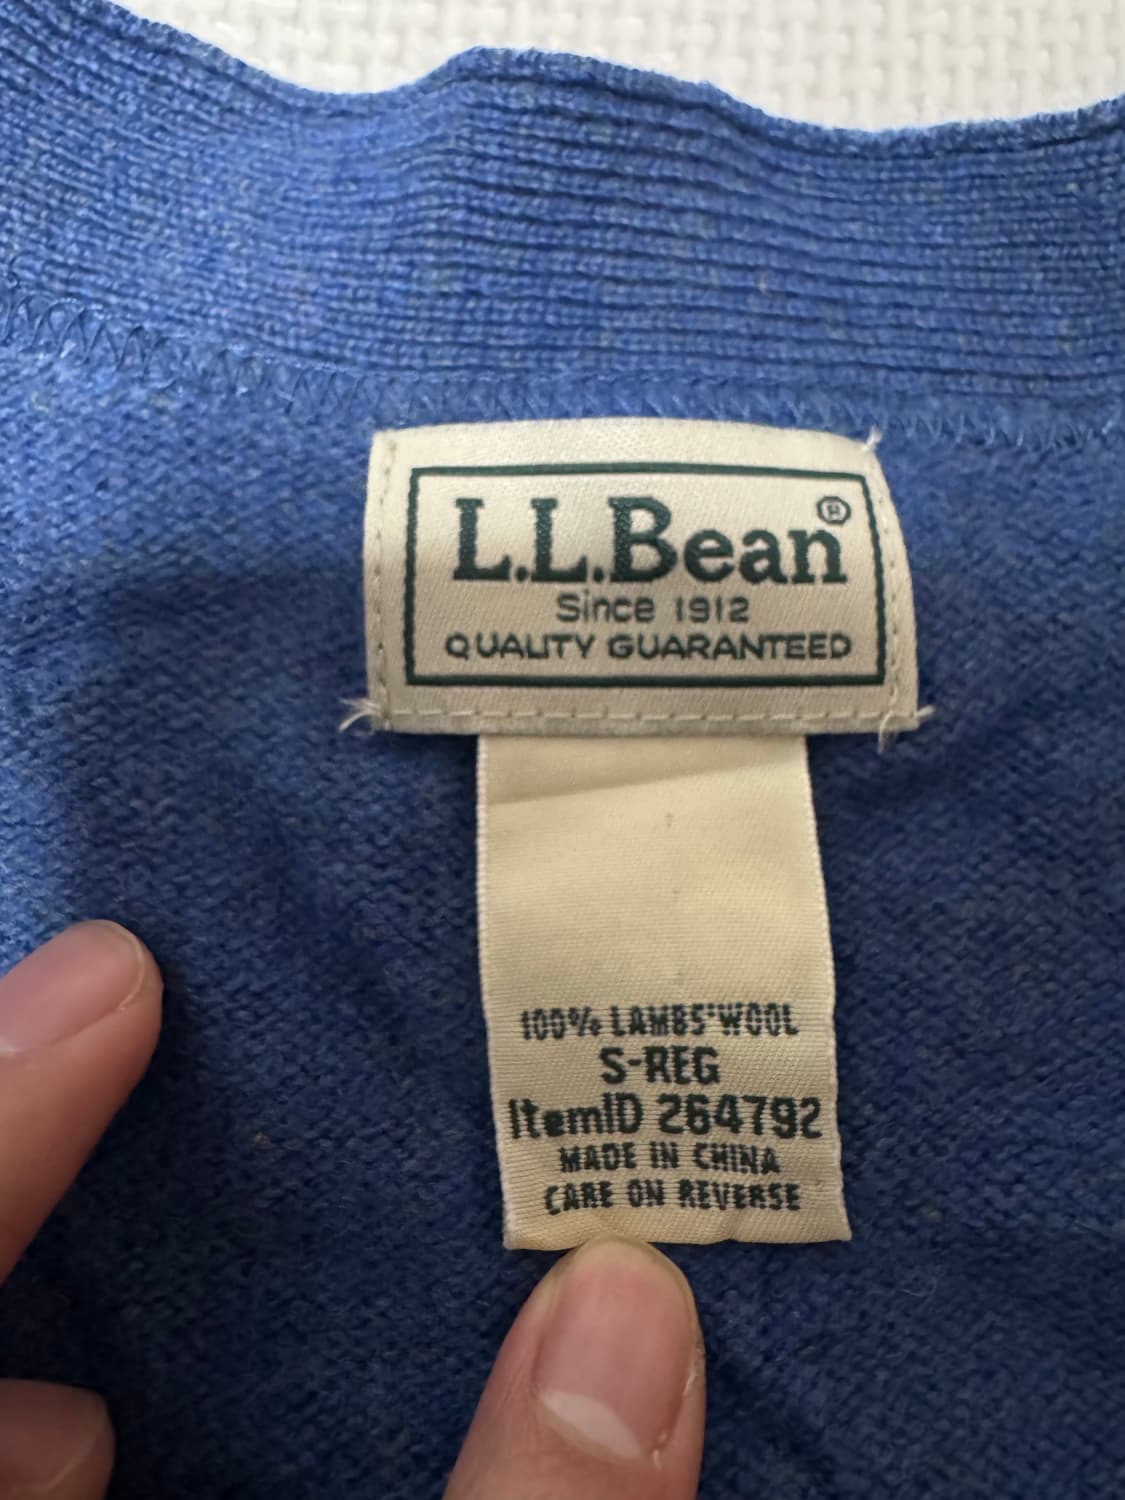 L.L.Bean®
Since 1912
QUALITY GUARANTEED
100% LAMBS'WOOL
S-REG
ItemID 264792
MADE IN CHINA
CARE ON REVERSE